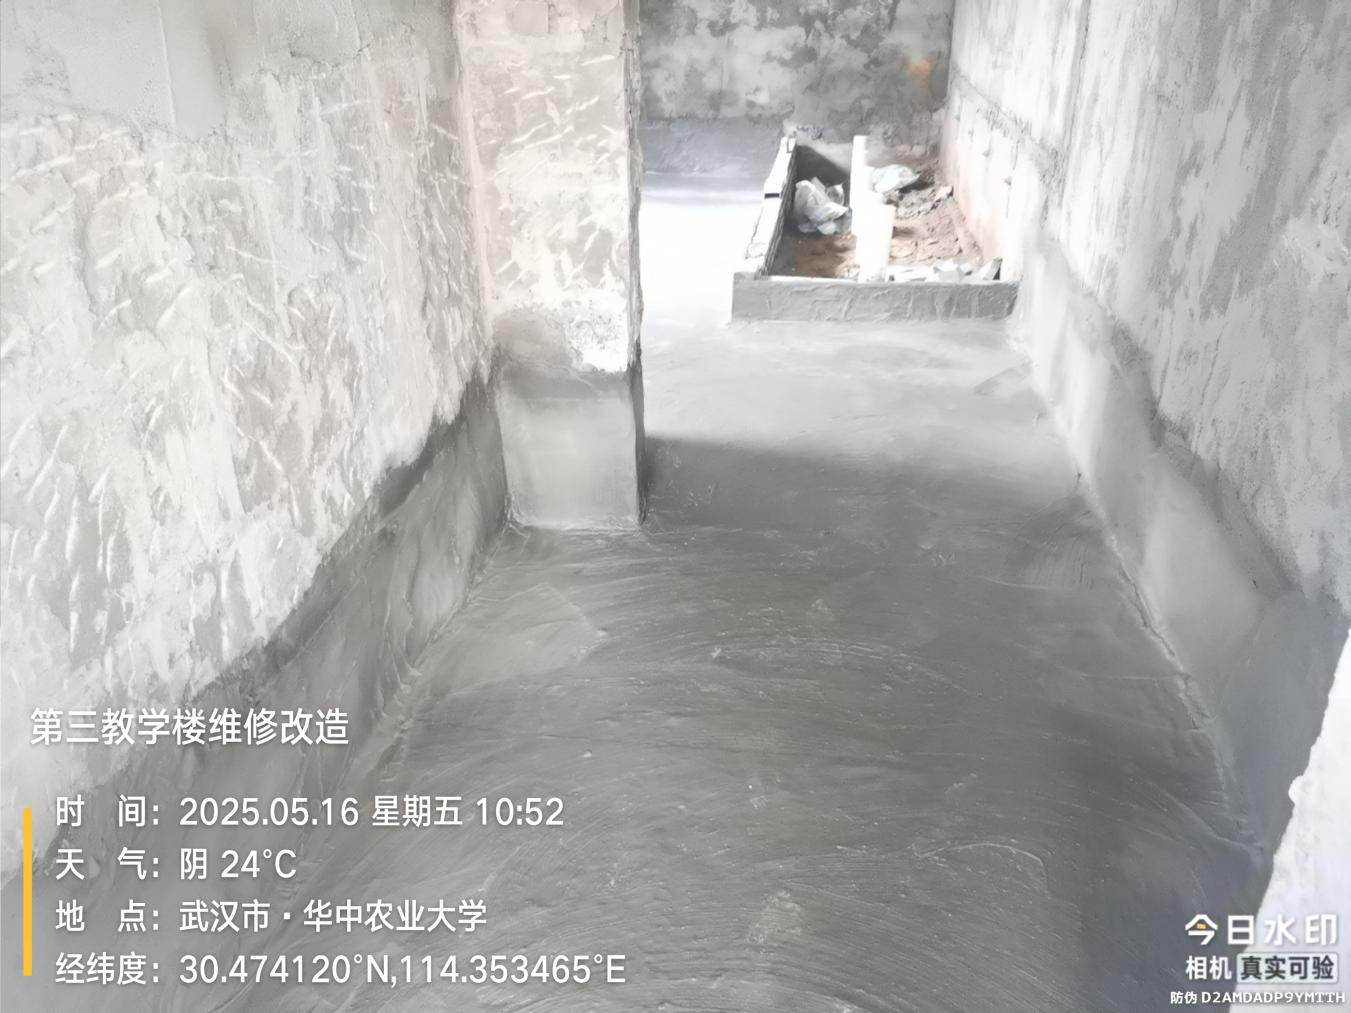 第三教学楼维修改造
时 间：2025.05.16 星期五 10:52
天 气：阴 24°C
地 点：武汉市·华中农业大学
经纬度：30.474120°N,114.353465°E
今日水印
相机 真实可验
防伪 D2AMDADP9YMTTH